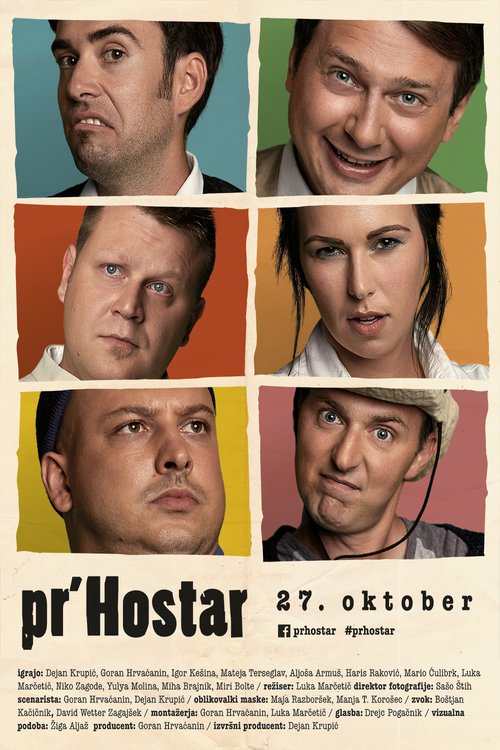 pr'Hostar
27. oktober
prhostar #prhostar
igrajo: Dejan Krupić, Goran Hrvaćanin, Igor Kešina, Mateja Terseglav, Aljoša Armuš, Haris Raković, Mario Ćulibrk, Luka
Marčetić, Niko Zagode, Yulya Molina, Miha Brajnik, Miri Bolte / režiser: Luka Marčetič direktor fotografije: Sašo Štih
scenarista: Goran Hrvaćanin, Dejan Krupić / oblikovalki maske: Maja Razboršek, Manja T. Korošec / zvok: Boštjan
Kačičnik, David Wetter Zagajšek / montažerja: Goran Hrvaćanin, Luka Marčetič / glasba: Drejc Pogačnik / vizualna
podoba: Žiga Aljaž producent: Goran Hrvaćanin / izvršni producent: Dejan Krupić